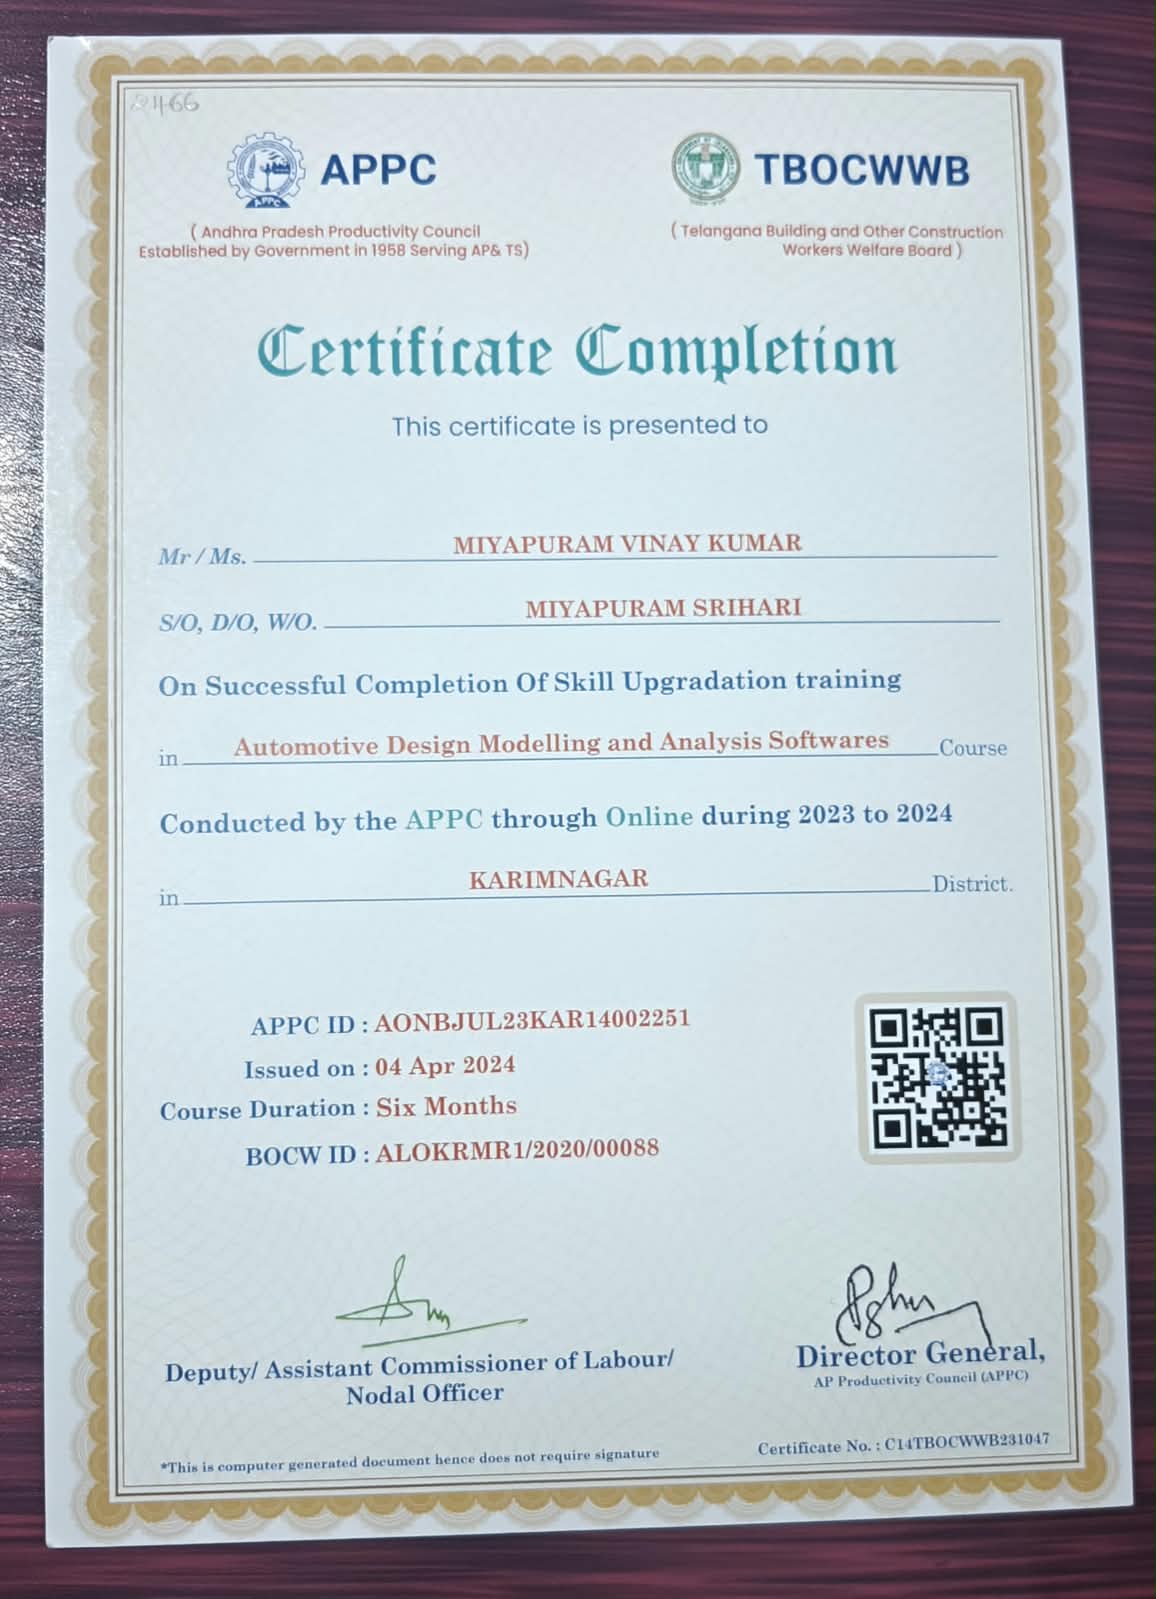 APPC
( Andhra Pradesh Productivity Council
Established by Government in 1958 Serving AP& TS)
TBOCWWB
( Telangana Building and Other Construction
Workers Welfare Board )
Certificate Completion
This certificate is presented to
Mr / Ms. MIYAPURAM VINAY KUMAR
S/O, D/O, W/O. MIYAPURAM SRIHARI
On Successful Completion Of Skill Upgradation training
in Automotive Design Modelling and Analysis Softwares Course
Conducted by the APPC through Online during 2023 to 2024
in KARIMNAGAR District.
APPC ID : AONBJUL23KAR14002251
Issued on : 04 Apr 2024
Course Duration : Six Months
BOCW ID : ALOKRMR1/2020/00088
Deputy/ Assistant Commissioner of Labour/
Nodal Officer
Director General,
AP Productivity Council (APPC)
*This is computer generated document hence does not require signature
Certificate No. : C14TBOCWWB231047